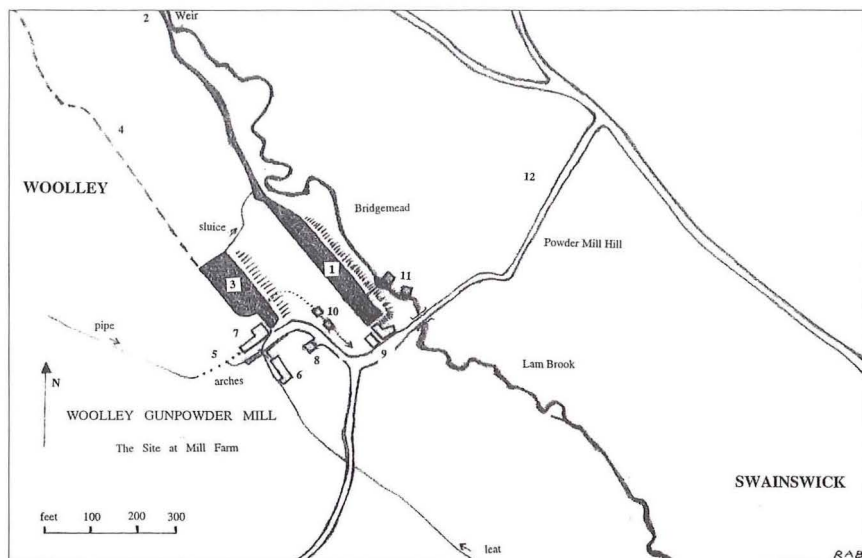 2
Weir
4
WOOLLEY
12
Bridgemead
sluice
Powder Mill Hill
1
11
3
10
pipe
7
5
8
9
Lam Brook
arches
6
N
WOOLLEY GUNPOWDER MILL
The Site at Mill Farm
SWAINSWICK
feet 100 200 300
leat